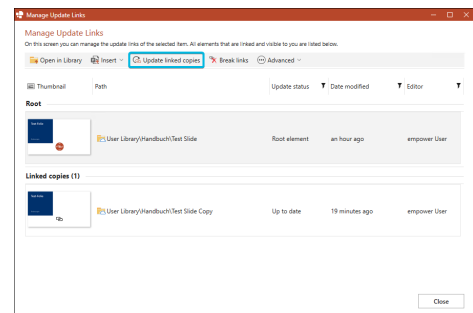 Manage Update Links
Manage Update Links
On this screen you can manage the update links of the selected item. All elements that are linked and visible to you are listed below.
Open in Library Insert Update linked copies Break links Advanced
Thumbnail Path Update status Date modified Editor
Root
User Library\Handbuch\Test Slide Root element an hour ago empower User
Linked copies (1)
User Library\Handbuch\Test Slide Copy Up to date 19 minutes ago empower User
Close